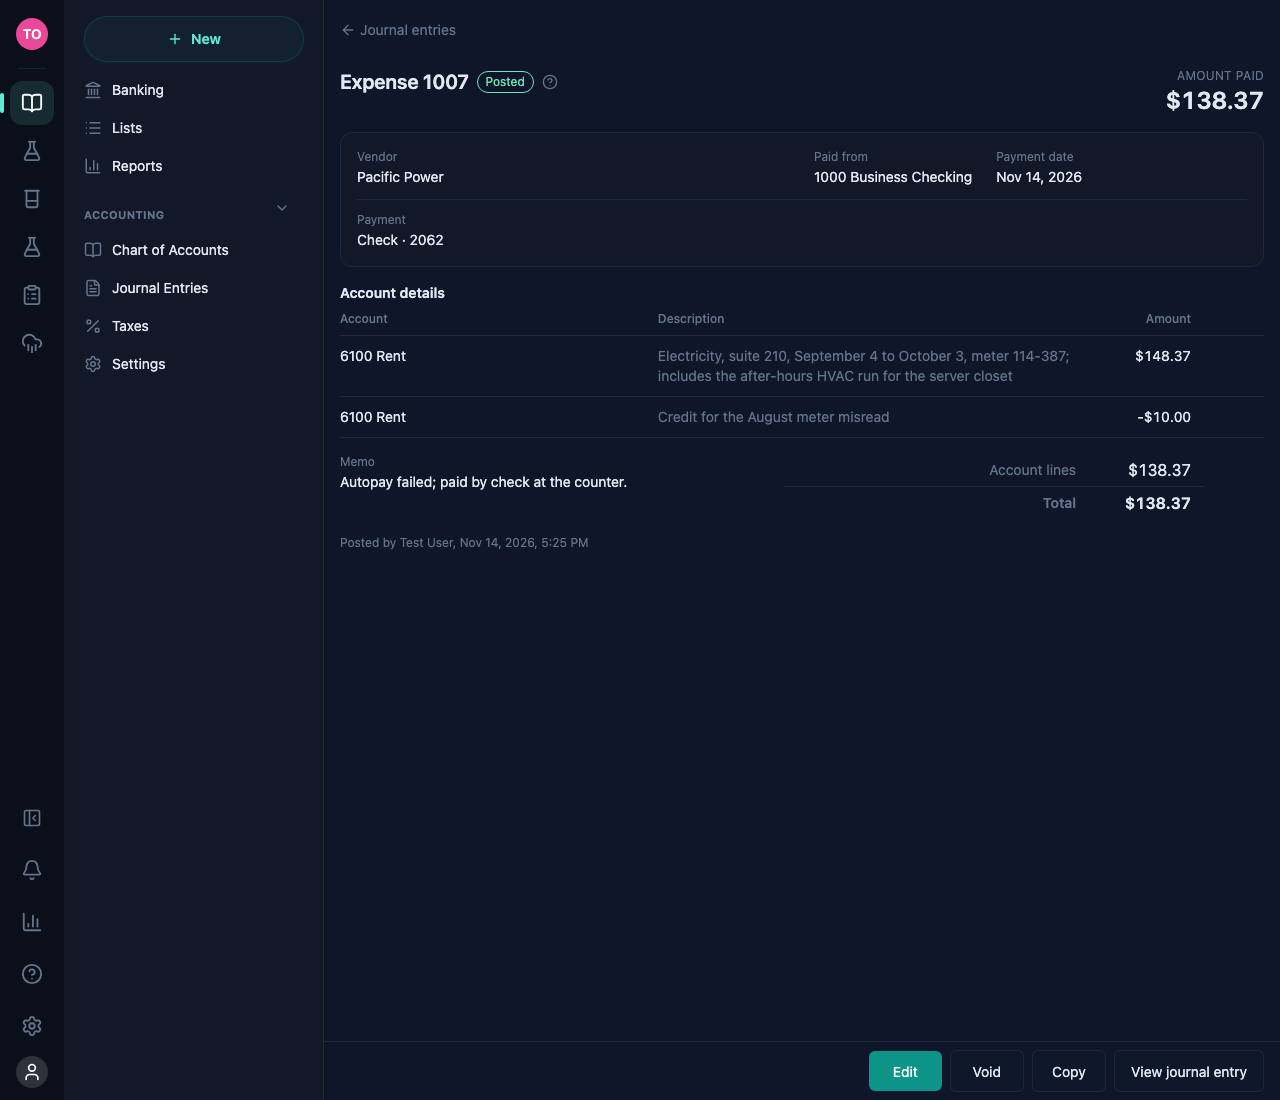 TO
New
Banking
Lists
Reports
ACCOUNTING
Chart of Accounts
Journal Entries
Taxes
Settings
Journal entries
Expense 1007
Posted
AMOUNT PAID
$138.37
Vendor
Pacific Power
Paid from
1000 Business Checking
Payment date
Nov 14, 2026
Payment
Check · 2062
Account details
Account Description Amount
6100 Rent Electricity, suite 210, September 4 to October 3, meter 114-387; $148.37
includes the after-hours HVAC run for the server closet
6100 Rent Credit for the August meter misread -$10.00
Memo
Autopay failed; paid by check at the counter.
Account lines $138.37
Total $138.37
Posted by Test User, Nov 14, 2026, 5:25 PM
Edit
Void
Copy
View journal entry